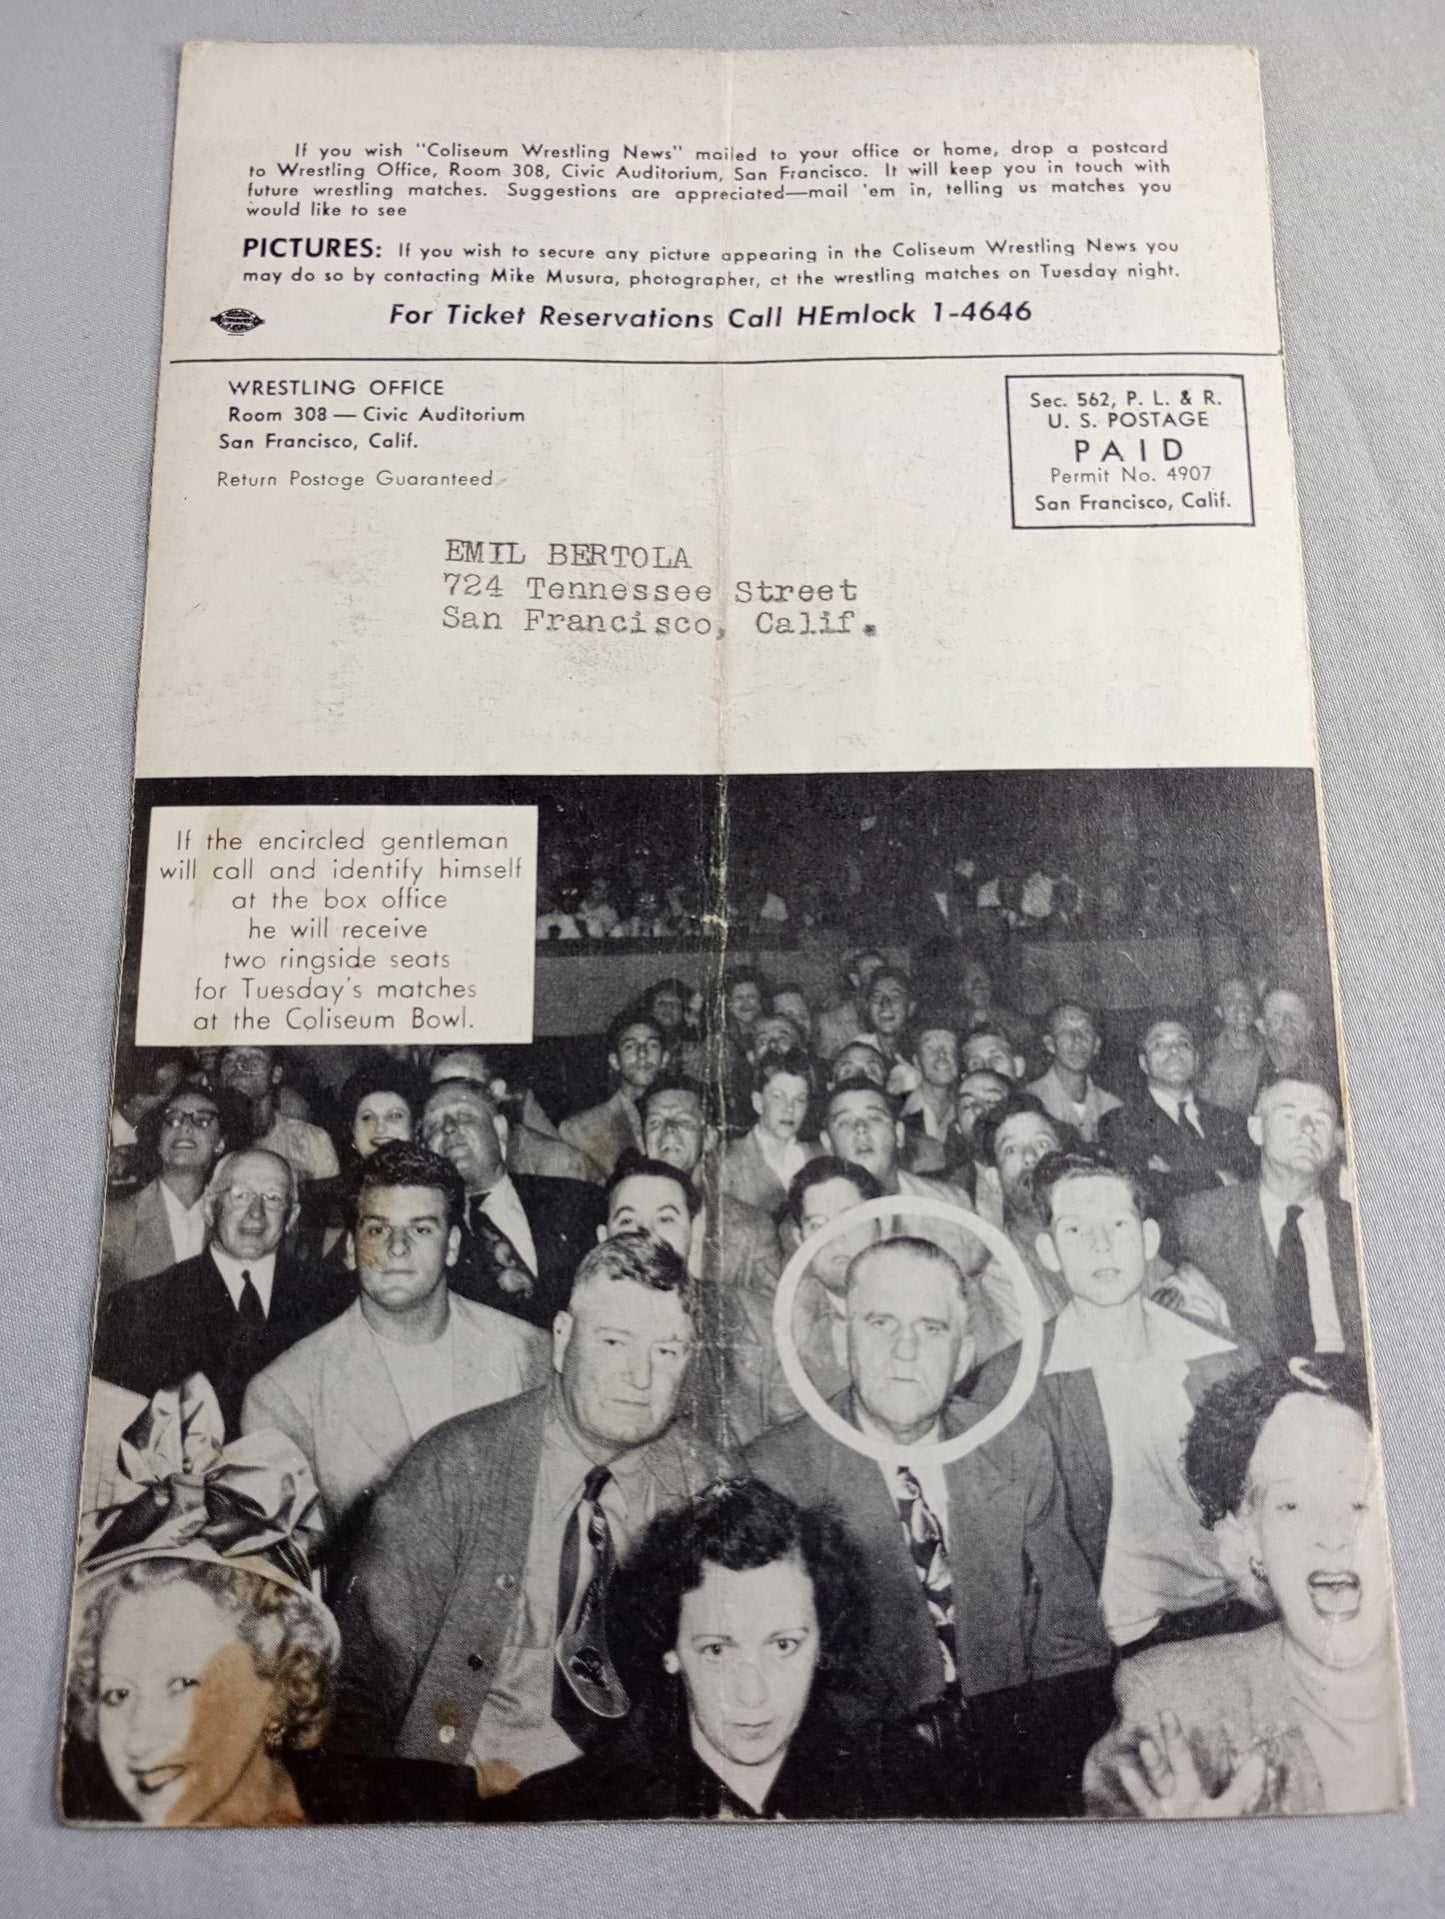 If you wish "Coliseum Wrestling News" mailed to your office or home, drop a postcard
to Wrestling Office, Room 308, Civic Auditorium, San Francisco. It will keep you in touch with
future wrestling matches. Suggestions are appreciated—mail 'em in, telling us matches you
would like to see
PICTURES: If you wish to secure any picture appearing in the Coliseum Wrestling News you
may do so by contacting Mike Musura, photographer, at the wrestling matches on Tuesday night.
For Ticket Reservations Call HEmlock 1-4646
WRESTLING OFFICE
Room 308 — Civic Auditorium
San Francisco, Calif.
Return Postage Guaranteed
Sec. 562, P. L. & R.
U. S. POSTAGE
PAID
Permit No. 4907
San Francisco, Calif.
EMIL BERTOLA
724 Tennessee Street
San Francisco, Calif.
If the encircled gentleman
will call and identify himself
at the box office
he will receive
two ringside seats
for Tuesday's matches
at the Coliseum Bowl.